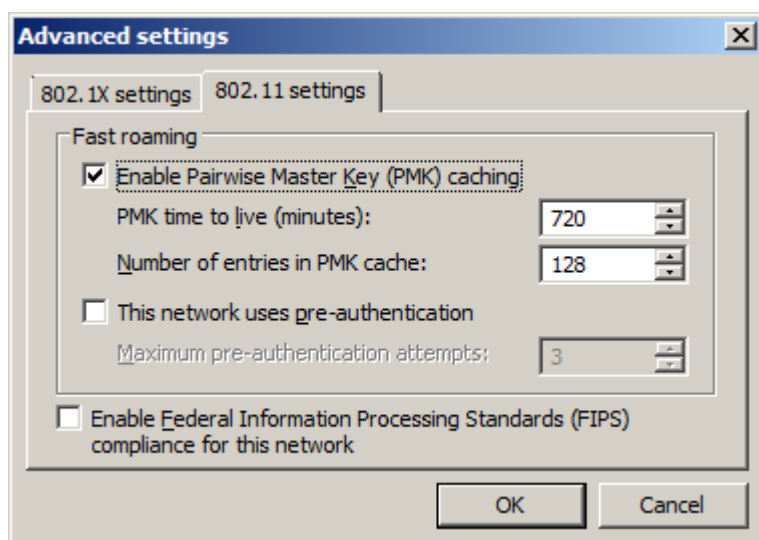 Advanced settings
802.1X settings 802.11 settings
Fast roaming
Enable Pairwise Master Key (PMK) caching
PMK time to live (minutes): 720
Number of entries in PMK cache: 128
This network uses pre-authentication
Maximum pre-authentication attempts: 3
Enable Federal Information Processing Standards (FIPS)
compliance for this network
OK Cancel